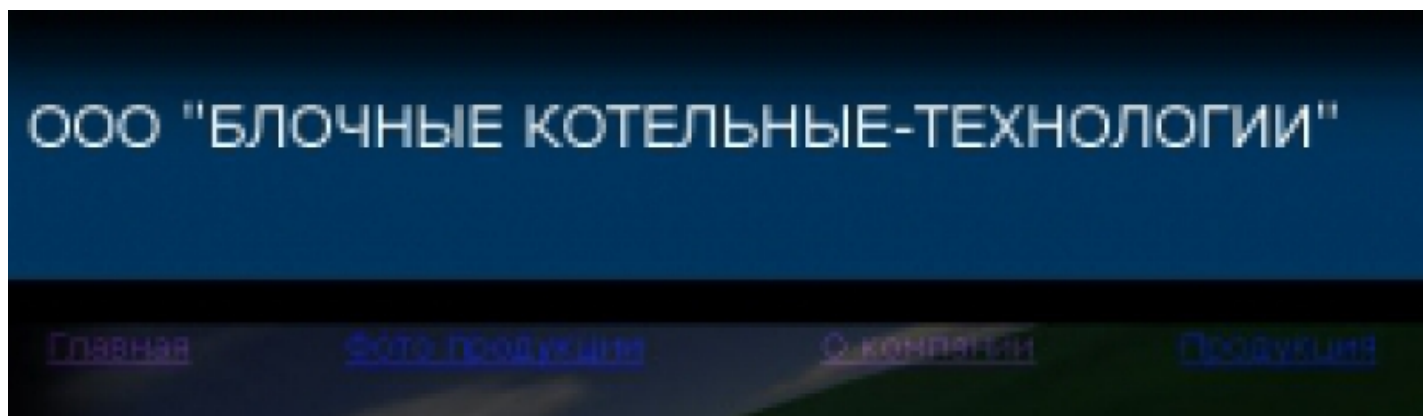 ООО "БЛОЧНЫЕ КОТЕЛЬНЫЕ-ТЕХНОЛОГИИ"
Главная Фото продукции О компании Продукция